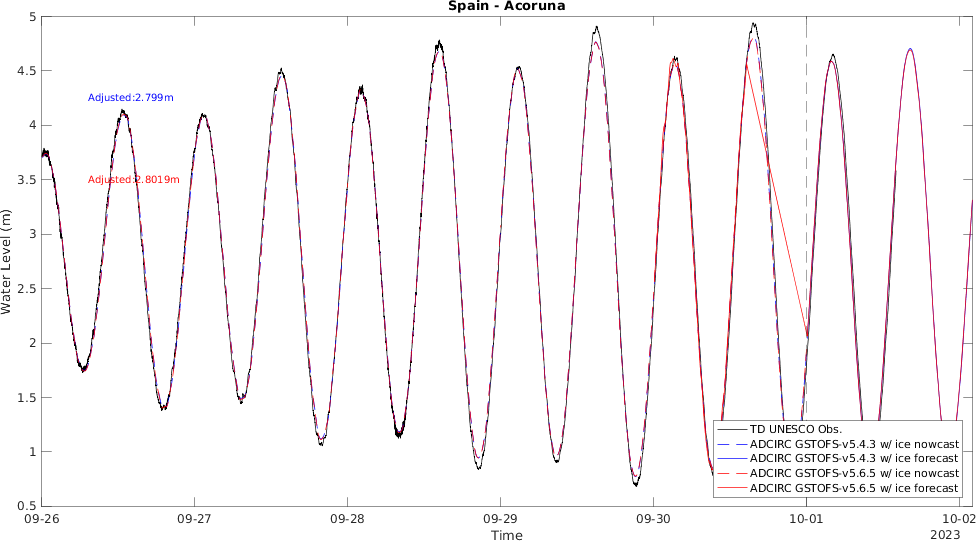 Spain - Acoruna
5
4.5
4
3.5
3
2.5
2
1.5
1
0.5
Water Level (m)
Adjusted:2.799m
Adjusted:2.8019m
TD UNESCO Obs.
ADCIRC GSTOFS-v5.4.3 w/ ice nowcast
ADCIRC GSTOFS-v5.4.3 w/ ice forecast
ADCIRC GSTOFS-v5.6.5 w/ ice nowcast
ADCIRC GSTOFS-v5.6.5 w/ ice forecast
09-26 09-27 09-28 09-29 09-30 10-01 10-02
Time
2023